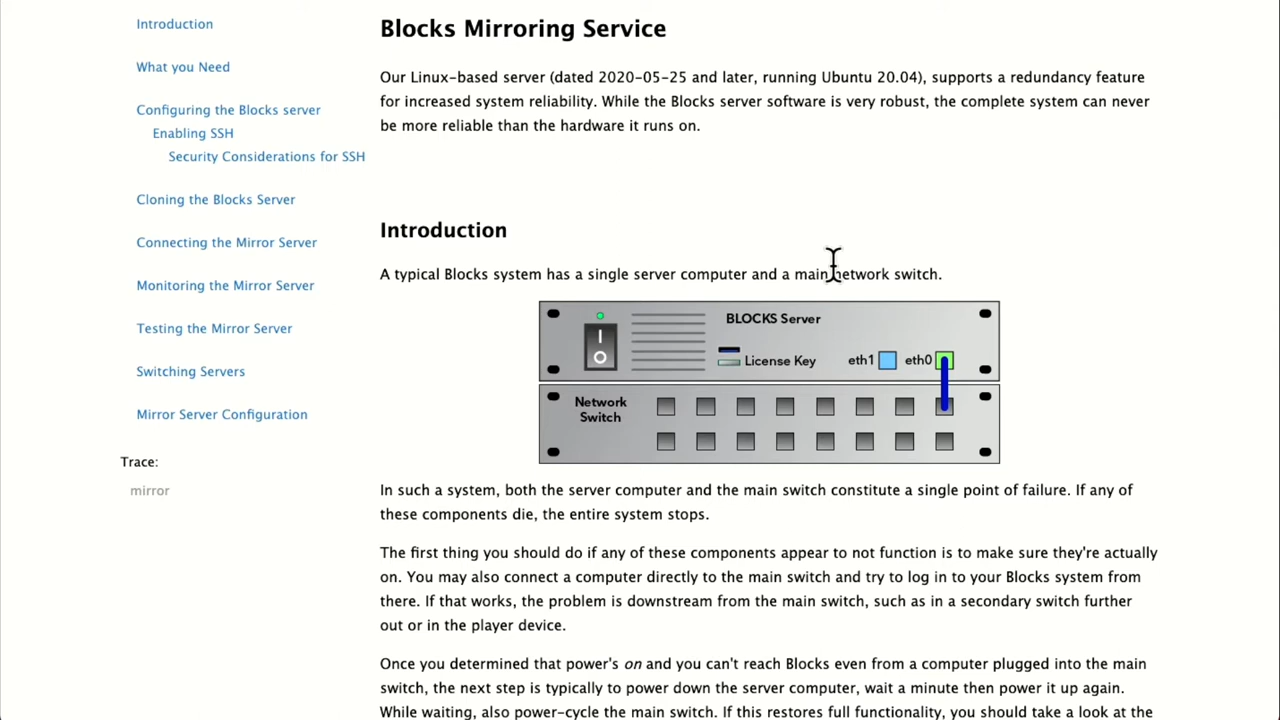 Introduction
What you Need
Configuring the Blocks server
Enabling SSH
Security Considerations for SSH
Cloning the Blocks Server
Connecting the Mirror Server
Monitoring the Mirror Server
Testing the Mirror Server
Switching Servers
Mirror Server Configuration
Trace:
mirror
Blocks Mirroring Service
Our Linux-based server (dated 2020-05-25 and later, running Ubuntu 20.04), supports a redundancy feature
for increased system reliability. While the Blocks server software is very robust, the complete system can never
be more reliable than the hardware it runs on.
Introduction
A typical Blocks system has a single server computer and a main network switch.
BLOCKS Server
License Key
eth1
eth0
Network
Switch
In such a system, both the server computer and the main switch constitute a single point of failure. If any of
these components die, the entire system stops.
The first thing you should do if any of these components appear to not function is to make sure they're actually
on. You may also connect a computer directly to the main switch and try to log in to your Blocks system from
there. If that works, the problem is downstream from the main switch, such as in a secondary switch further
out or in the player device.
Once you determined that power's on and you can't reach Blocks even from a computer plugged into the main
switch, the next step is typically to power down the server computer, wait a minute then power it up again.
While waiting, also power-cycle the main switch. If this restores full functionality, you should take a look at the